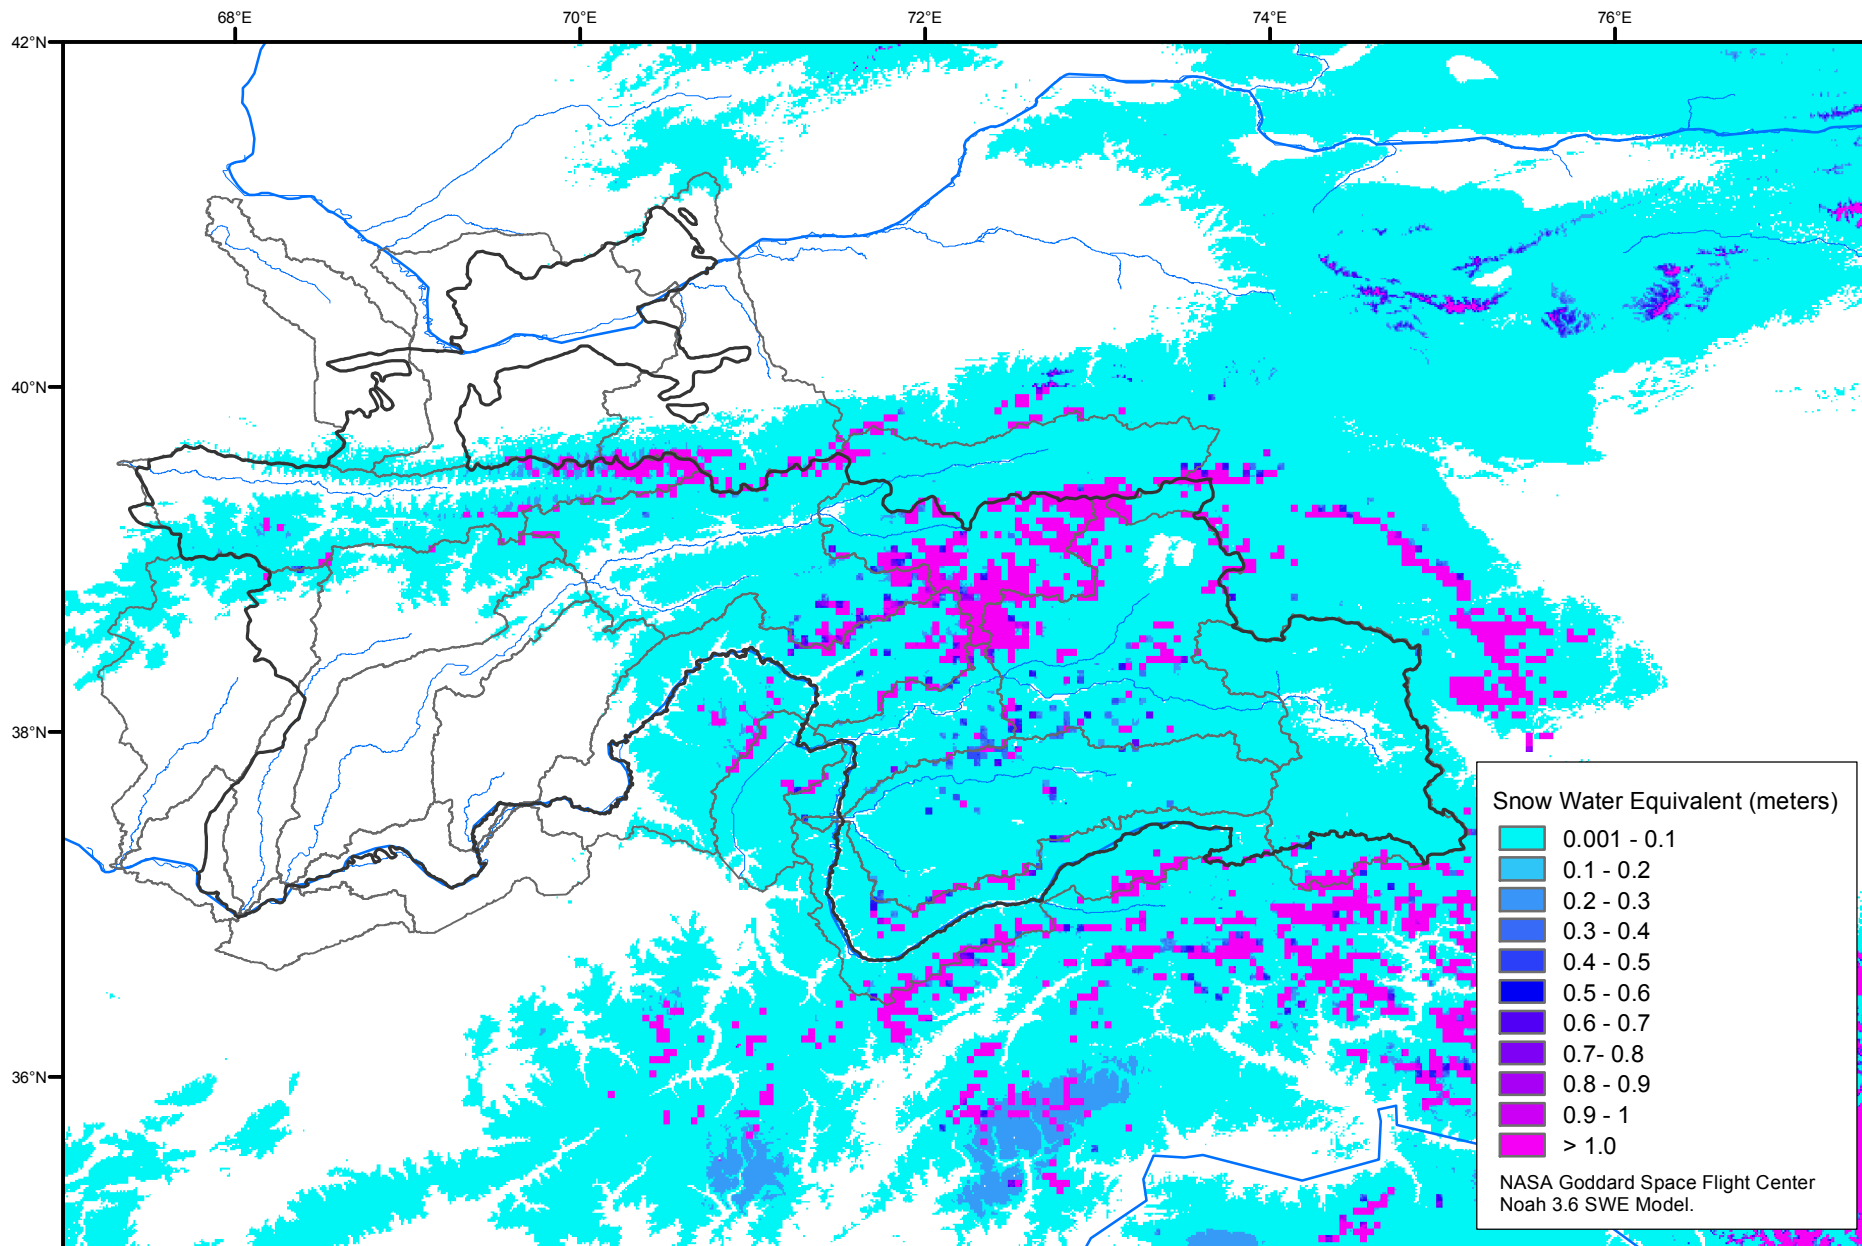 68°E
70°E
72°E
74°E
76°E
42°N
40°N
38°N
36°N
Snow Water Equivalent (meters)
0.001 - 0.1
0.1 - 0.2
0.2 - 0.3
0.3 - 0.4
0.4 - 0.5
0.5 - 0.6
0.6 - 0.7
0.7- 0.8
0.8 - 0.9
0.9 - 1
> 1.0
NASA Goddard Space Flight Center
Noah 3.6 SWE Model.